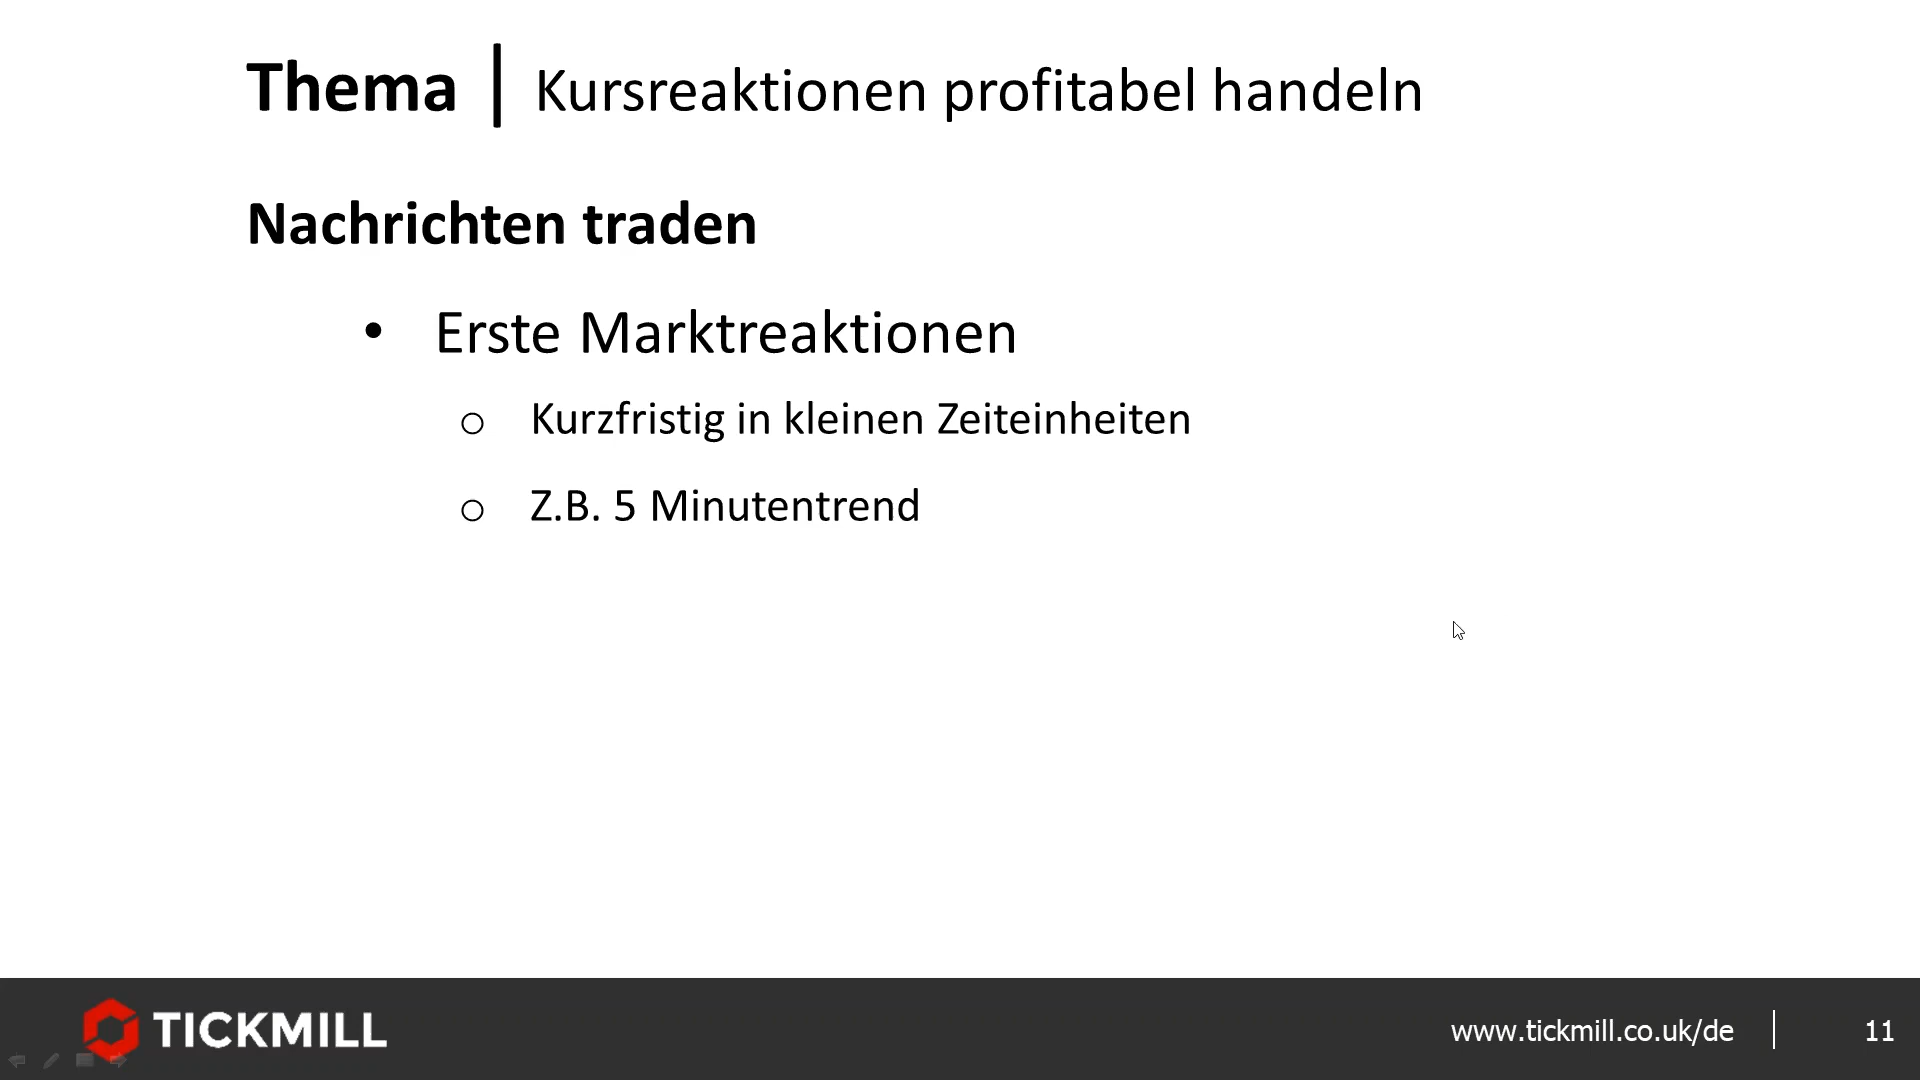 Thema | Kursreaktionen profitabel handeln
Nachrichten traden
• Erste Marktreaktionen
o Kurzfristig in kleinen Zeiteinheiten
o Z.B. 5 Minutentrend
TICKMILL
www.tickmill.co.uk/de | 11